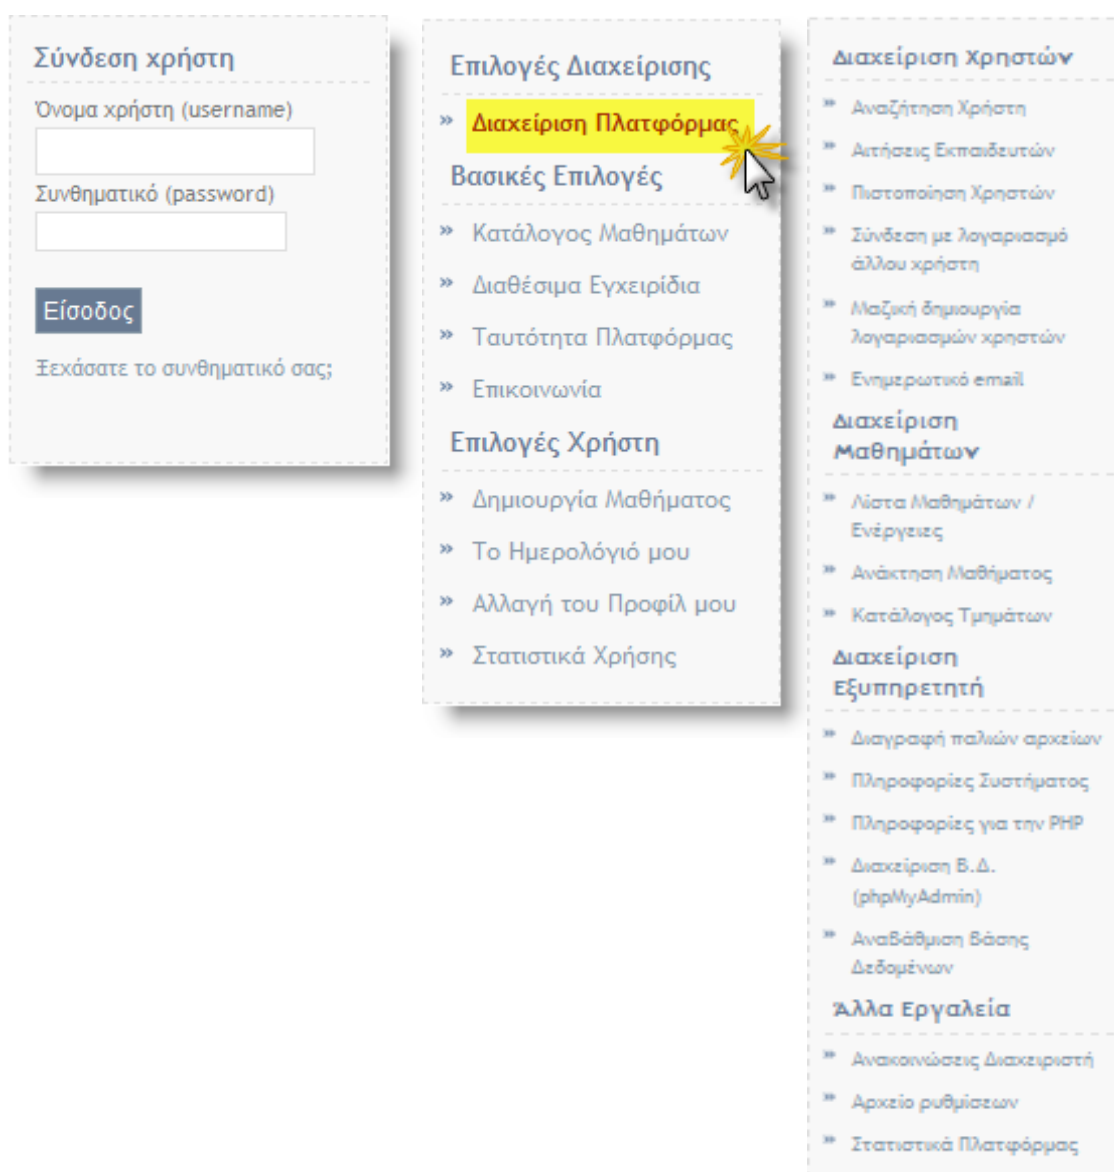 Σύνδεση χρήστη
Όνομα χρήστη (username)
Συνθηματικό (password)
Είσοδος
Ξεχάσατε το συνθηματικό σας;
Επιλογές Διαχείρισης
» Διαχείριση Πλατφόρμας
Βασικές Επιλογές
» Κατάλογος Μαθημάτων
» Διαθέσιμα Εγχειρίδια
» Ταυτότητα Πλατφόρμας
» Επικοινωνία
Επιλογές Χρήστη
» Δημιουργία Μαθήματος
» Το Ημερολόγιό μου
» Αλλαγή του Προφίλ μου
» Στατιστικά Χρήσης
Διαχείριση Χρηστών
» Αναζήτηση Χρήστη
» Αιτήσεις Εκπαιδευτών
» Πιστοποίηση Χρηστών
» Σύνδεση με λογαριασμό
άλλου χρήστη
» Μαζική δημιουργία
λογαριασμών χρηστών
» Ενημερωτικό email
Διαχείριση
Μαθημάτων
» Λίστα Μαθημάτων /
Ενέργειες
» Ανάκτηση Μαθήματος
» Κατάλογος Τμημάτων
Διαχείριση
Εξυπηρετητή
» Διαγραφή παλιών αρχείων
» Πληροφορίες Συστήματος
» Πληροφορίες για την PHP
» Διαχείριση Β.Δ.
(phpMyAdmin)
» Αναβάθμιση Βάσης
Δεδομένων
Άλλα Εργαλεία
» Ανακοινώσεις Διαχειριστή
» Αρχείο ρυθμίσεων
» Στατιστικά Πλατφόρμας